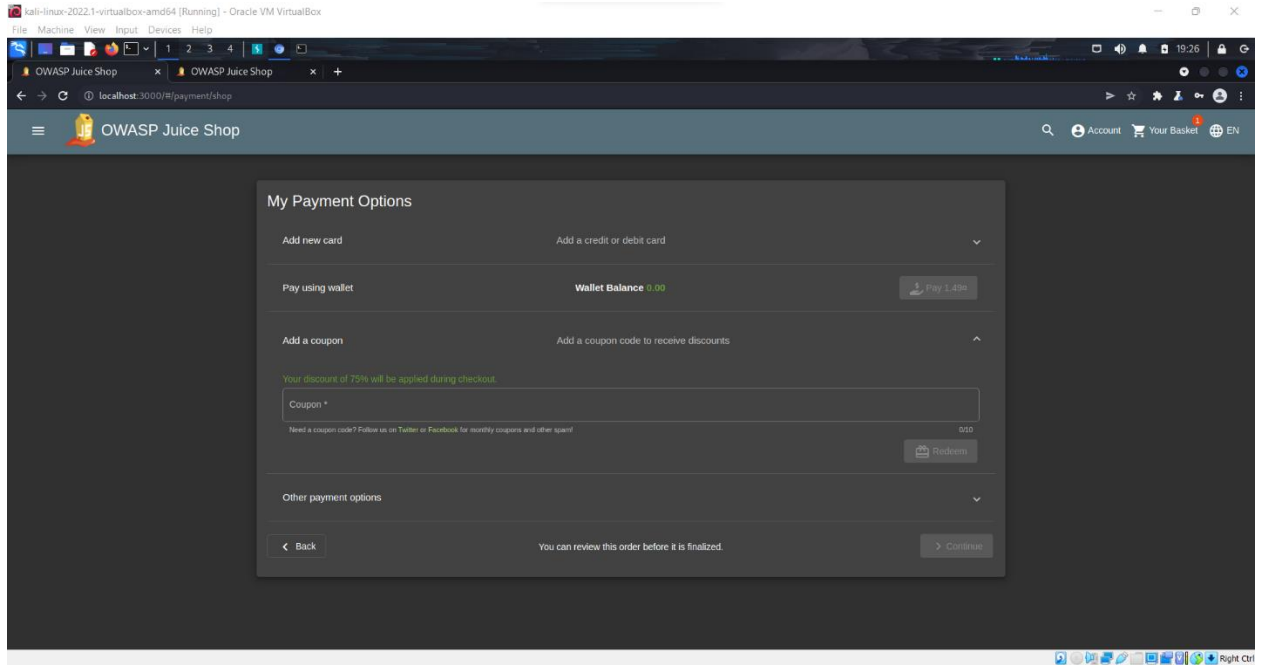 kali-linux-2022.1-virtualbox-amd64 [Running] - Oracle VM VirtualBox
File Machine View Input Devices Help
1 2 3 4 19:26
OWASP Juice Shop OWASP Juice Shop
localhost:3000/#/payment/shop
OWASP Juice Shop Account Your Basket 1 EN
My Payment Options
Add new card Add a credit or debit card
Pay using wallet Wallet Balance 0.00 Pay 1.49¤
Add a coupon Add a coupon code to receive discounts
Your discount of 75% will be applied during checkout.
Coupon *
Need a coupon code? Follow us on Twitter or Facebook for monthly coupons and other spam! 0/10
Redeem
Other payment options
Back You can review this order before it is finalized. Continue
Right Ctrl